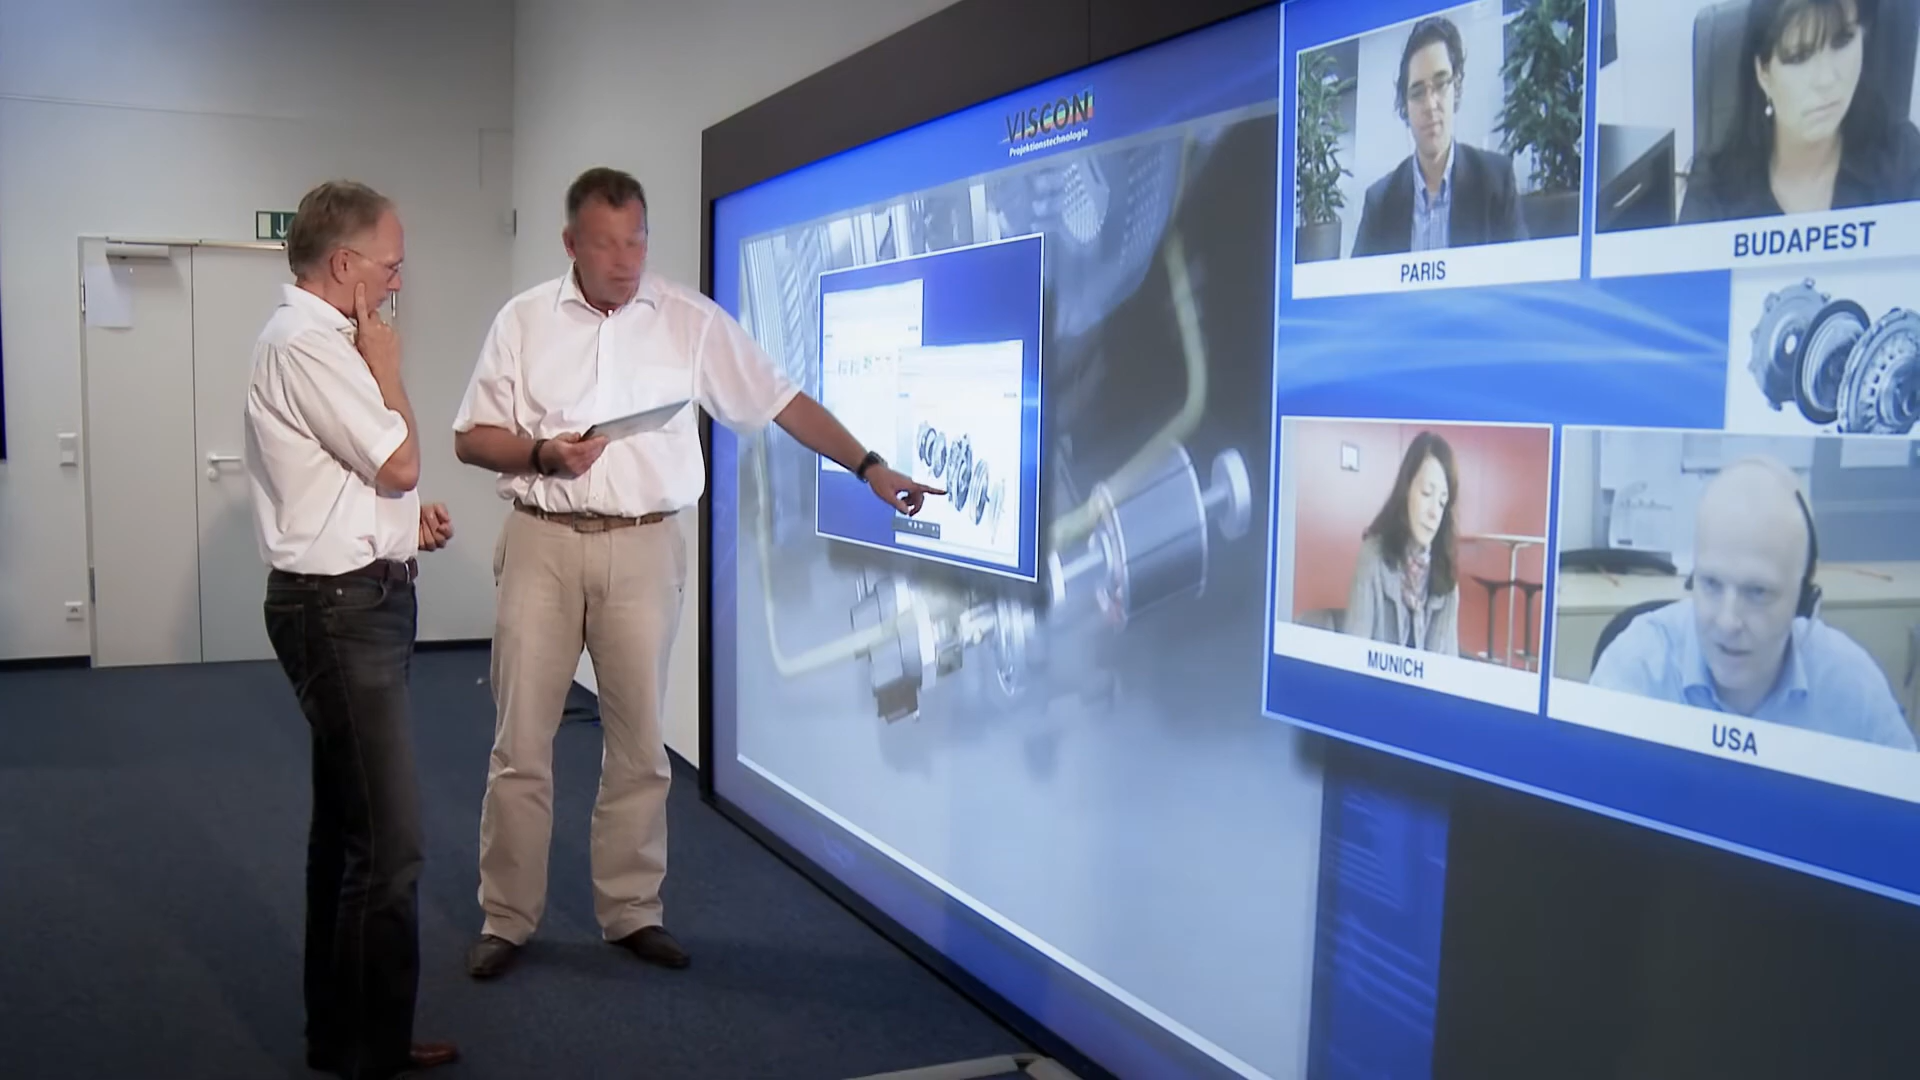 VISCON
Projektionstechnologie
PARIS
BUDAPEST
MUNICH
USA